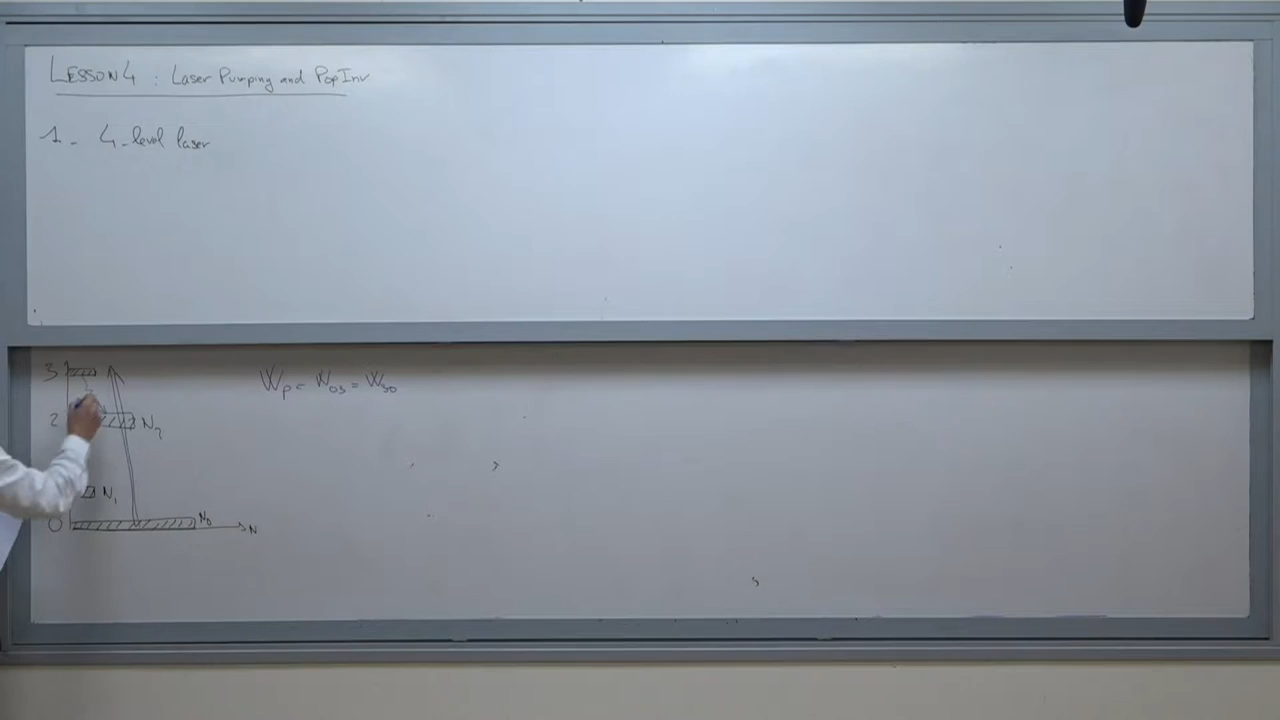 LESSON 4 : Laser Pumping and Pop Inv
1 - 4-level laser
3
Wp = W03 = W30
2 N2
N1
0 N0 N